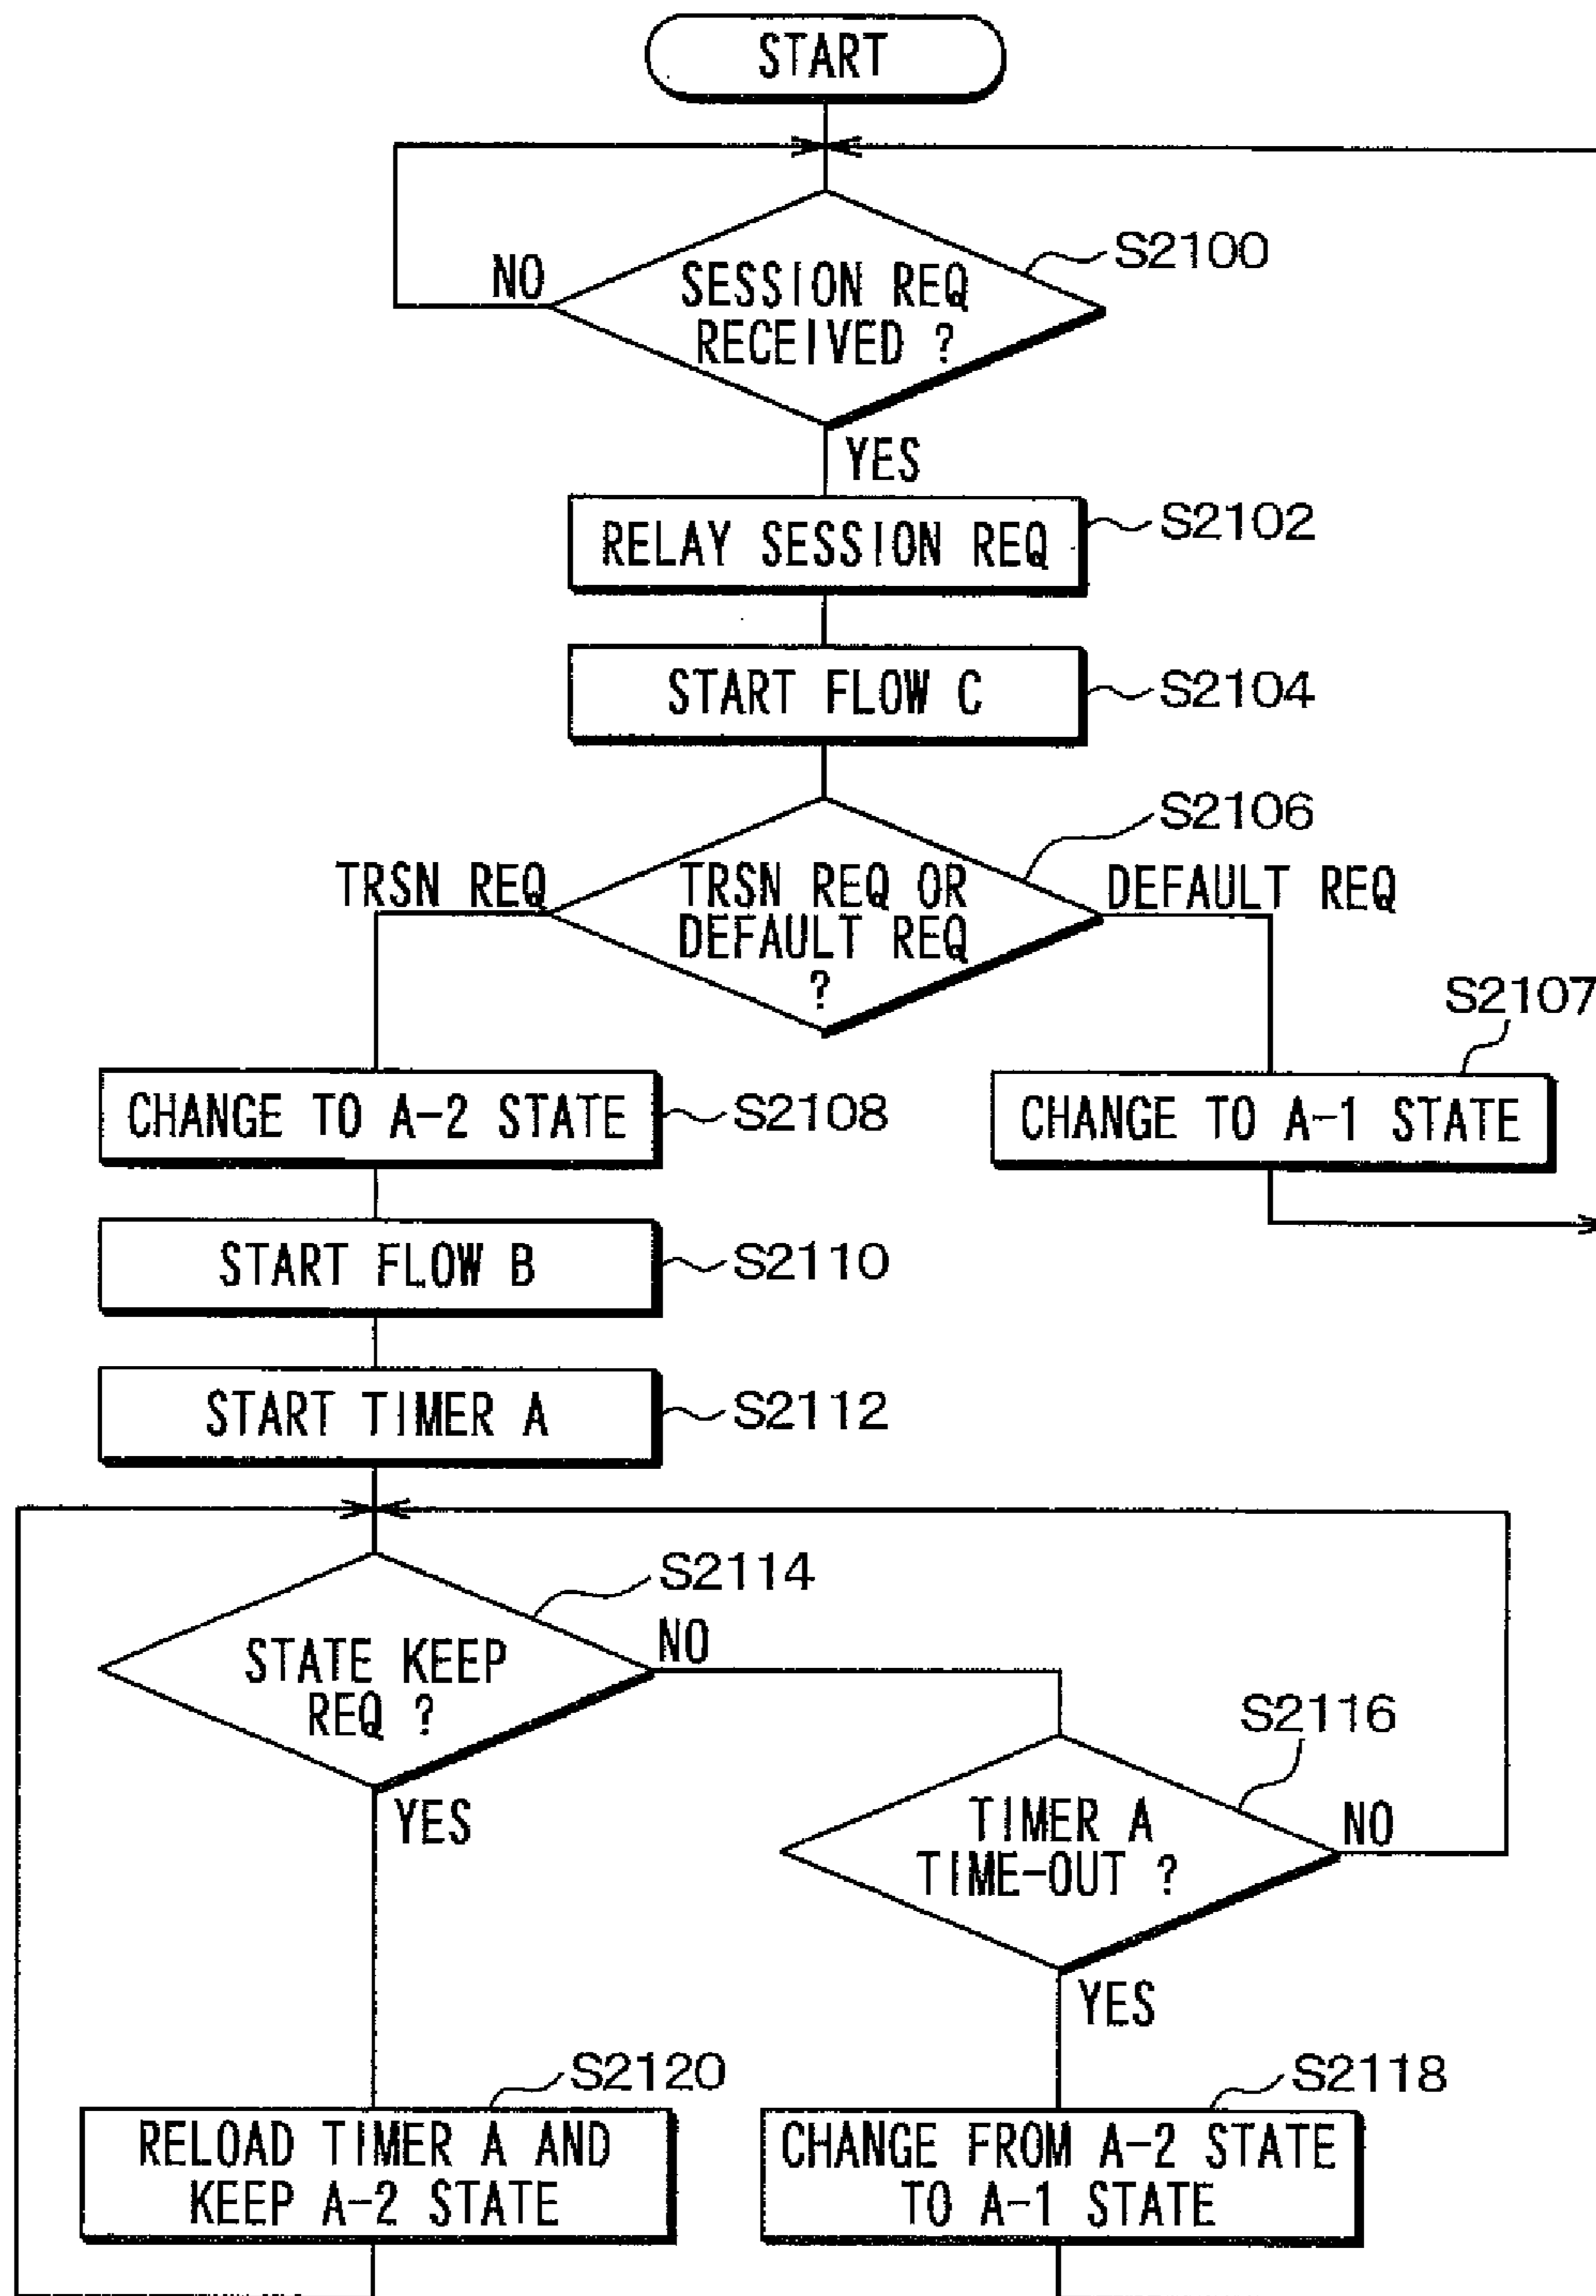 START
NO
SESSION REQ
RECEIVED ?
S2100
YES
RELAY SESSION REQ
S2102
START FLOW C
S2104
S2106
TRSN REQ
TRSN REQ OR
DEFAULT REQ
?
DEFAULT REQ
S2107
CHANGE TO A-2 STATE
S2108
CHANGE TO A-1 STATE
START FLOW B
S2110
START TIMER A
S2112
S2114
STATE KEEP
REQ ?
NO
YES
S2116
TIMER A
TIME-OUT ?
NO
YES
S2120
RELOAD TIMER A AND
KEEP A-2 STATE
S2118
CHANGE FROM A-2 STATE
TO A-1 STATE